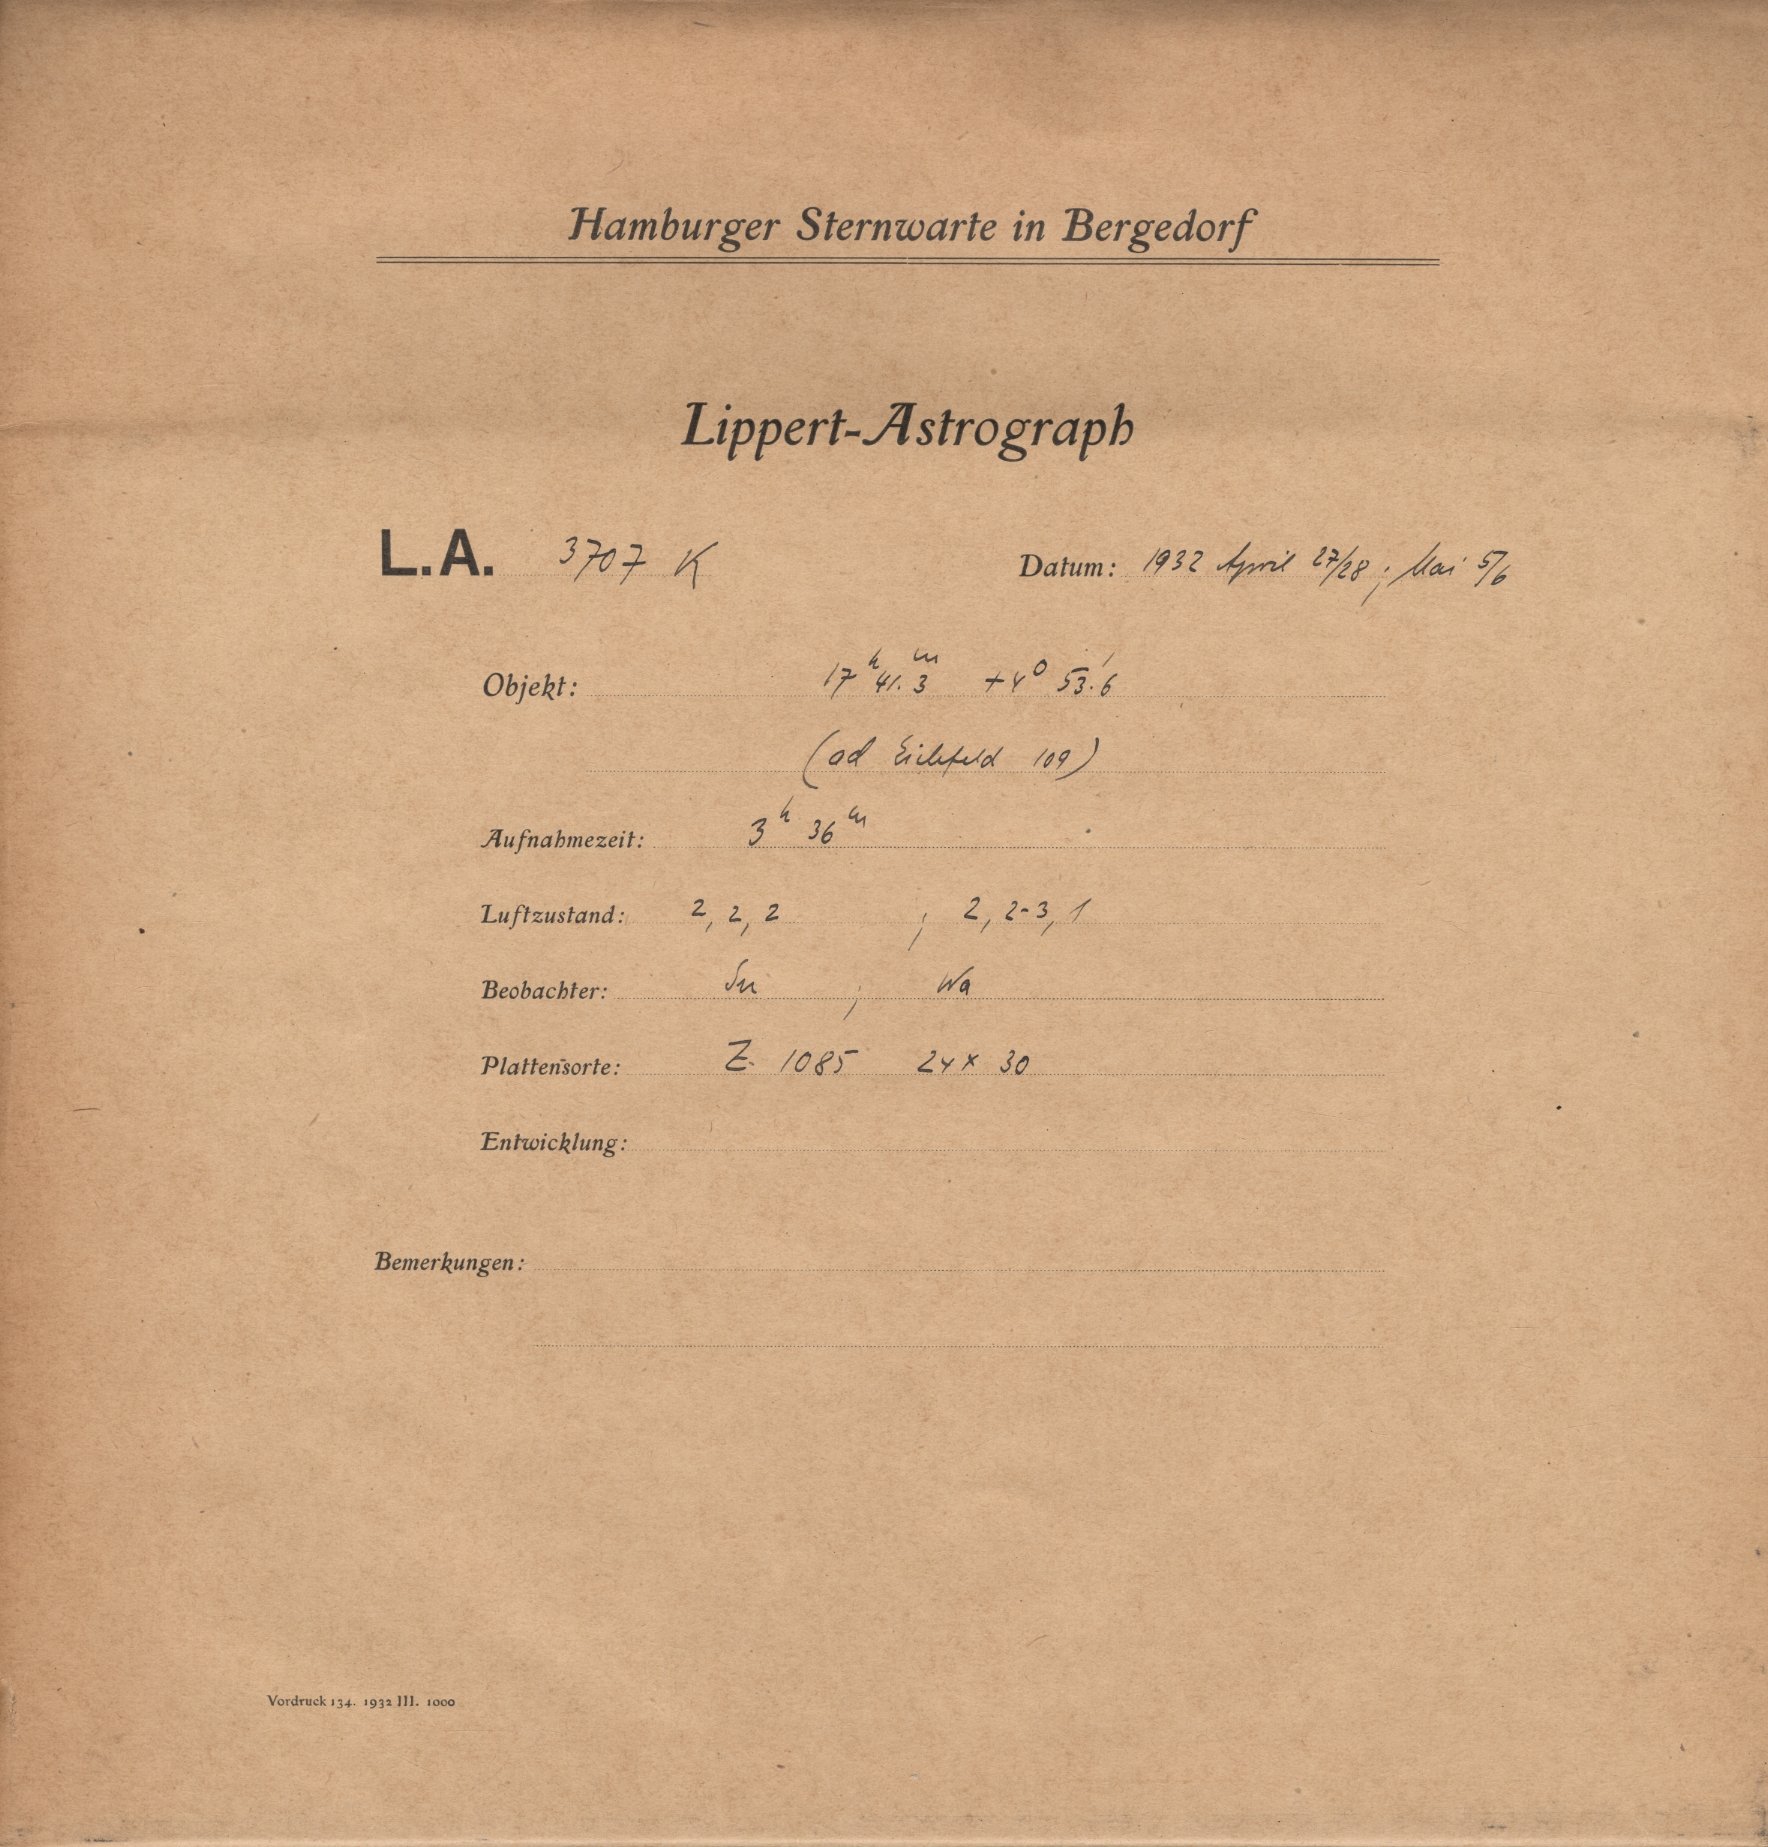 Hamburger Sternwarte in Bergedorf
Lippert-Astrograph
L.A. 3707 K Datum: 1932 April 27/28 ; Mai 5/6
Objekt: 17h 41.3m +4° 53.'6
(ad Eichfeld 109)
Aufnahmezeit: 3h 36m
Luftzustand: 2, 2, 2 ; 2, 2-3, 1
Beobachter: ; Wa
Plattensorte: Z. 1085 24 x 30
Entwicklung:
Bemerkungen:
Vordruck 134. 1932 III. 1000